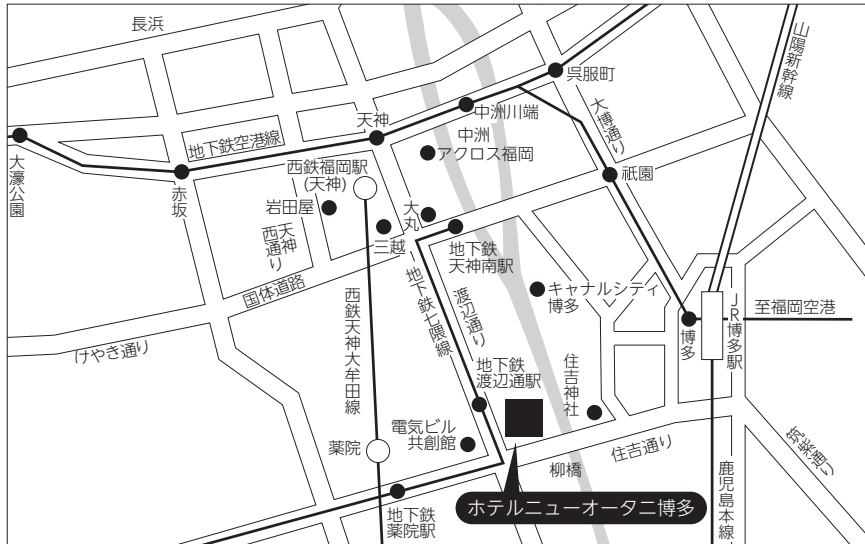 長浜
山陽新幹線
呉服町
大博通り
中洲川端
天神
中洲
地下鉄空港線
アクロス福岡
大濠公園
赤坂
西鉄福岡駅
(天神)
祇園
岩田屋
大丸
三越
天神
西通り
地下鉄
天神南駅
国体道路
地下鉄七隈線
渡辺通り
キャナルシティ
博多
西鉄天神大牟田線
至福岡空港
JR博多駅
博多
けやき通り
地下鉄
渡辺通駅
住吉神社
電気ビル
共創館
薬院
住吉通り
筑紫通り
柳橋
鹿児島本線
ホテルニューオータニ博多
地下鉄
薬院駅